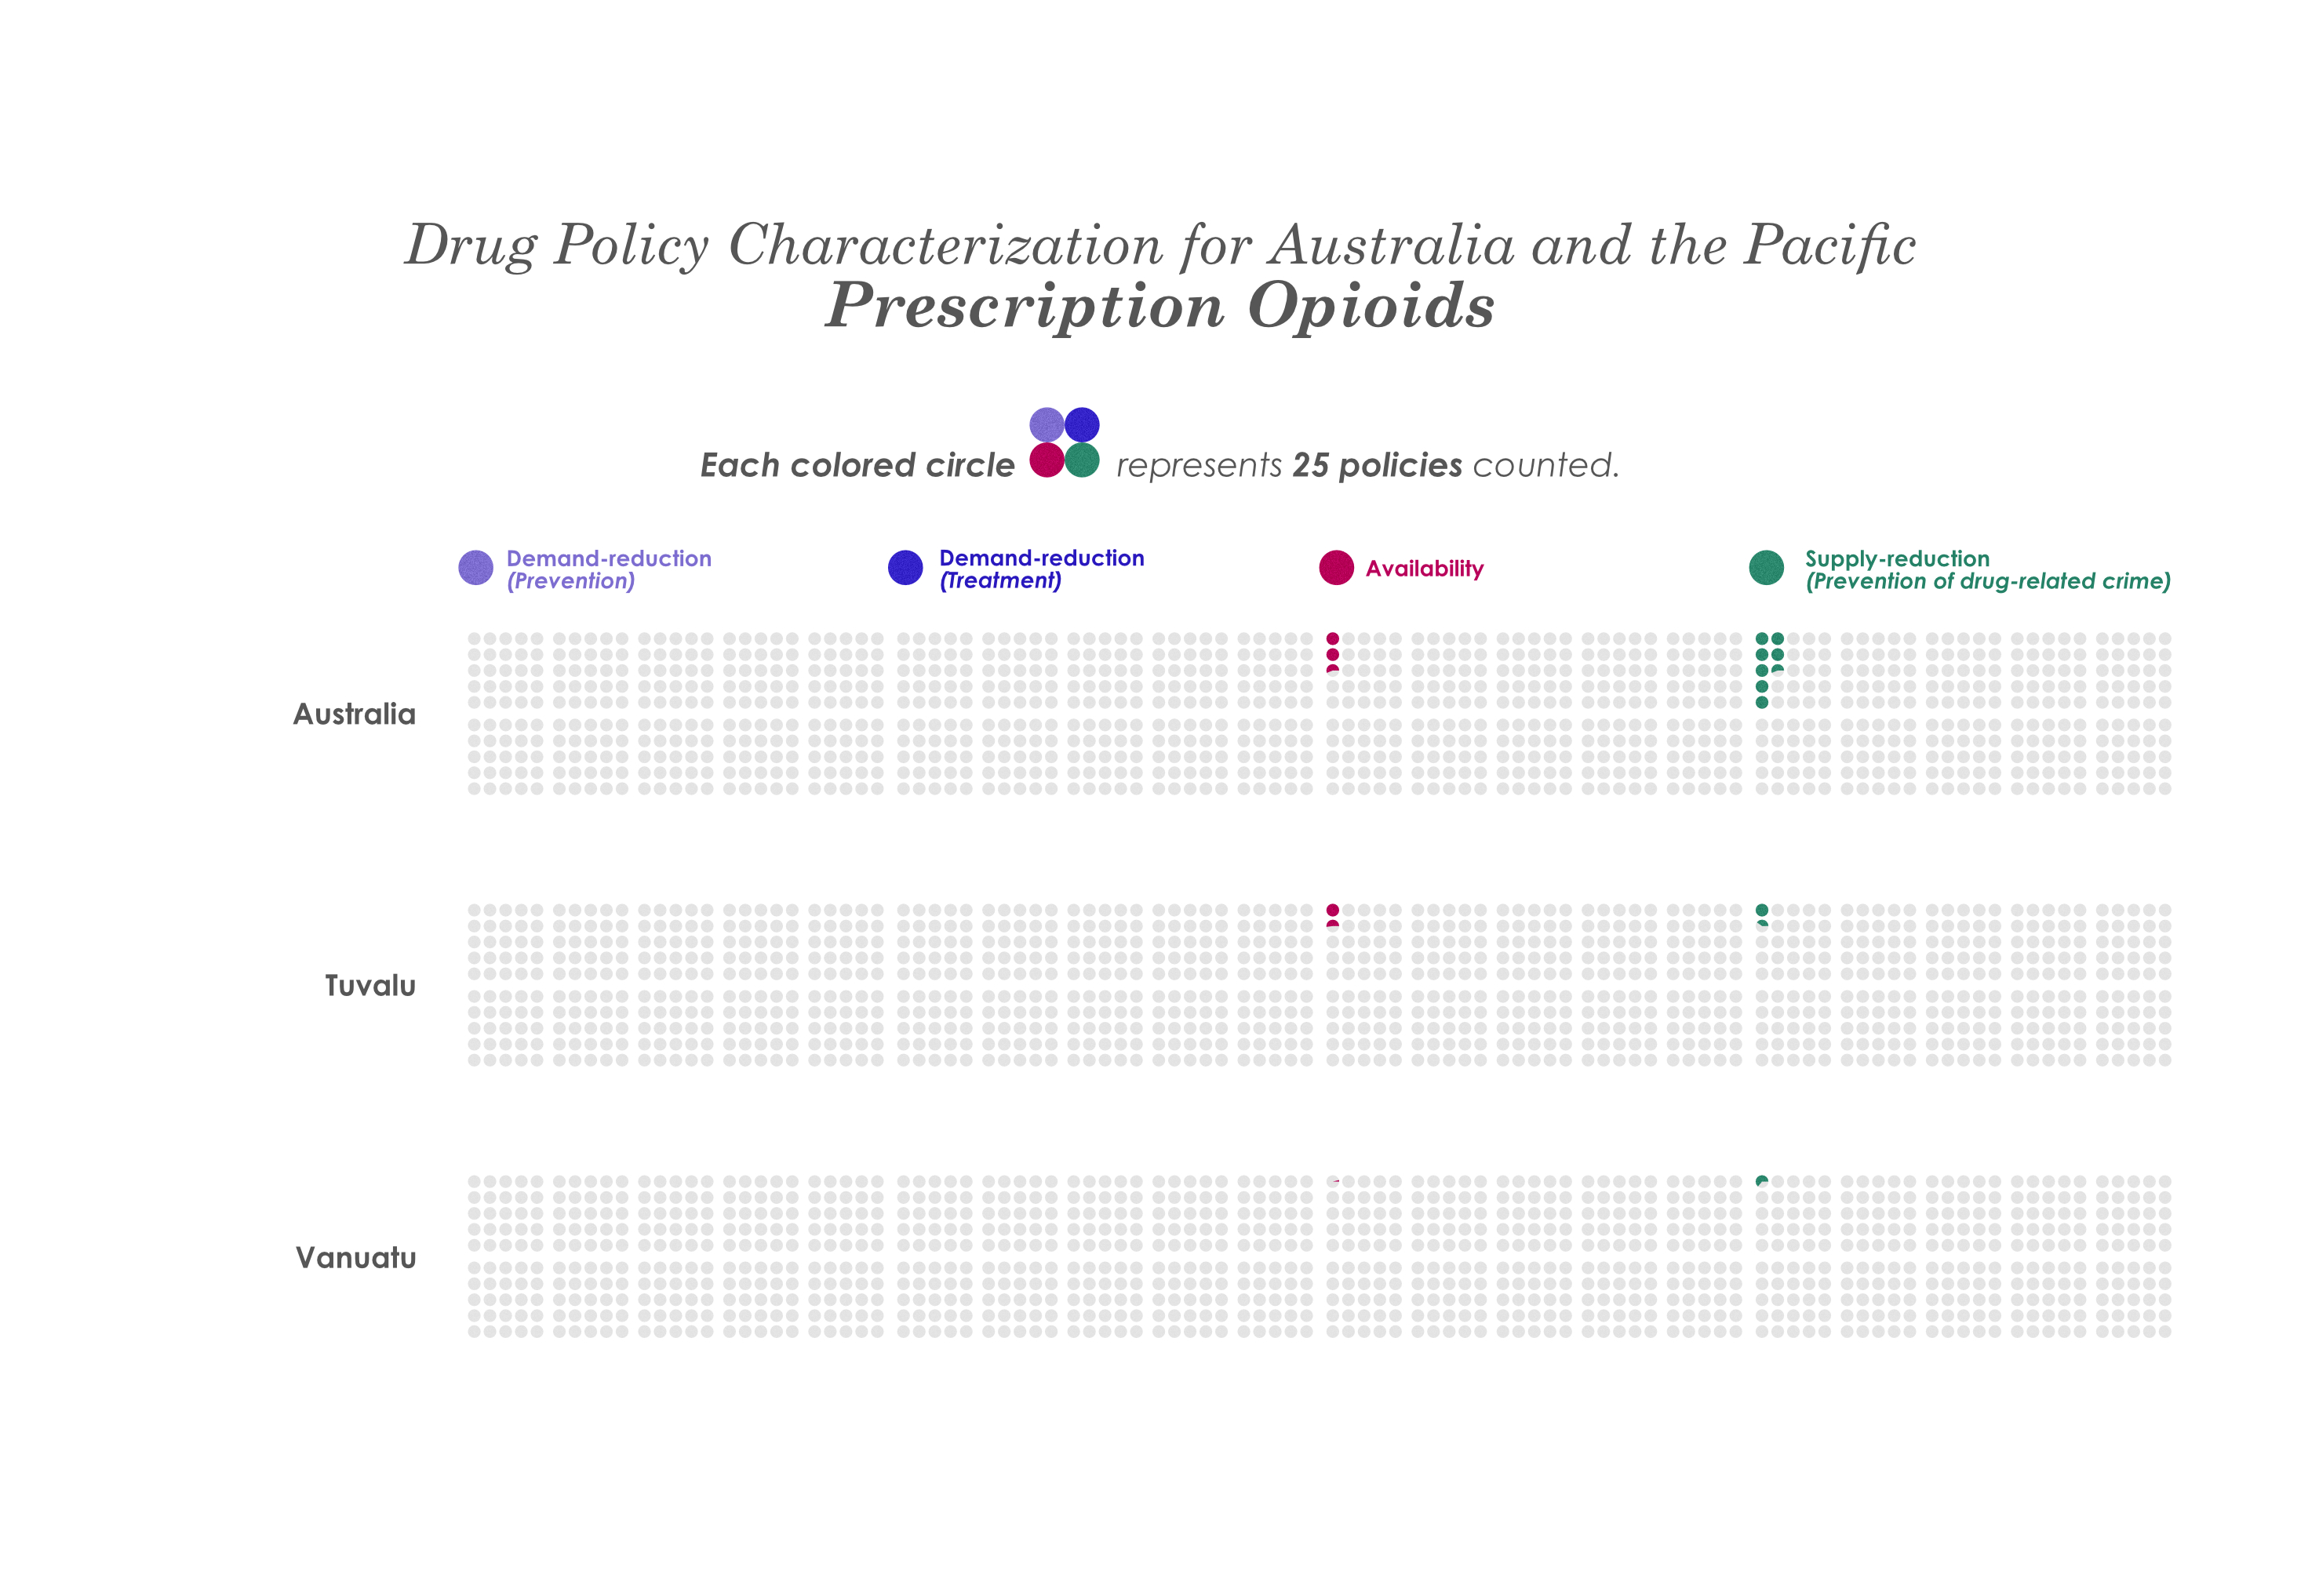 Drug Policy Characterization for Australia and the Pacific
Prescription Opioids
Each colored circle represents 25 policies counted.
Demand-reduction
(Prevention)
Demand-reduction
(Treatment)
Availability
Supply-reduction
(Prevention of drug-related crime)
Australia
Tuvalu
Vanuatu